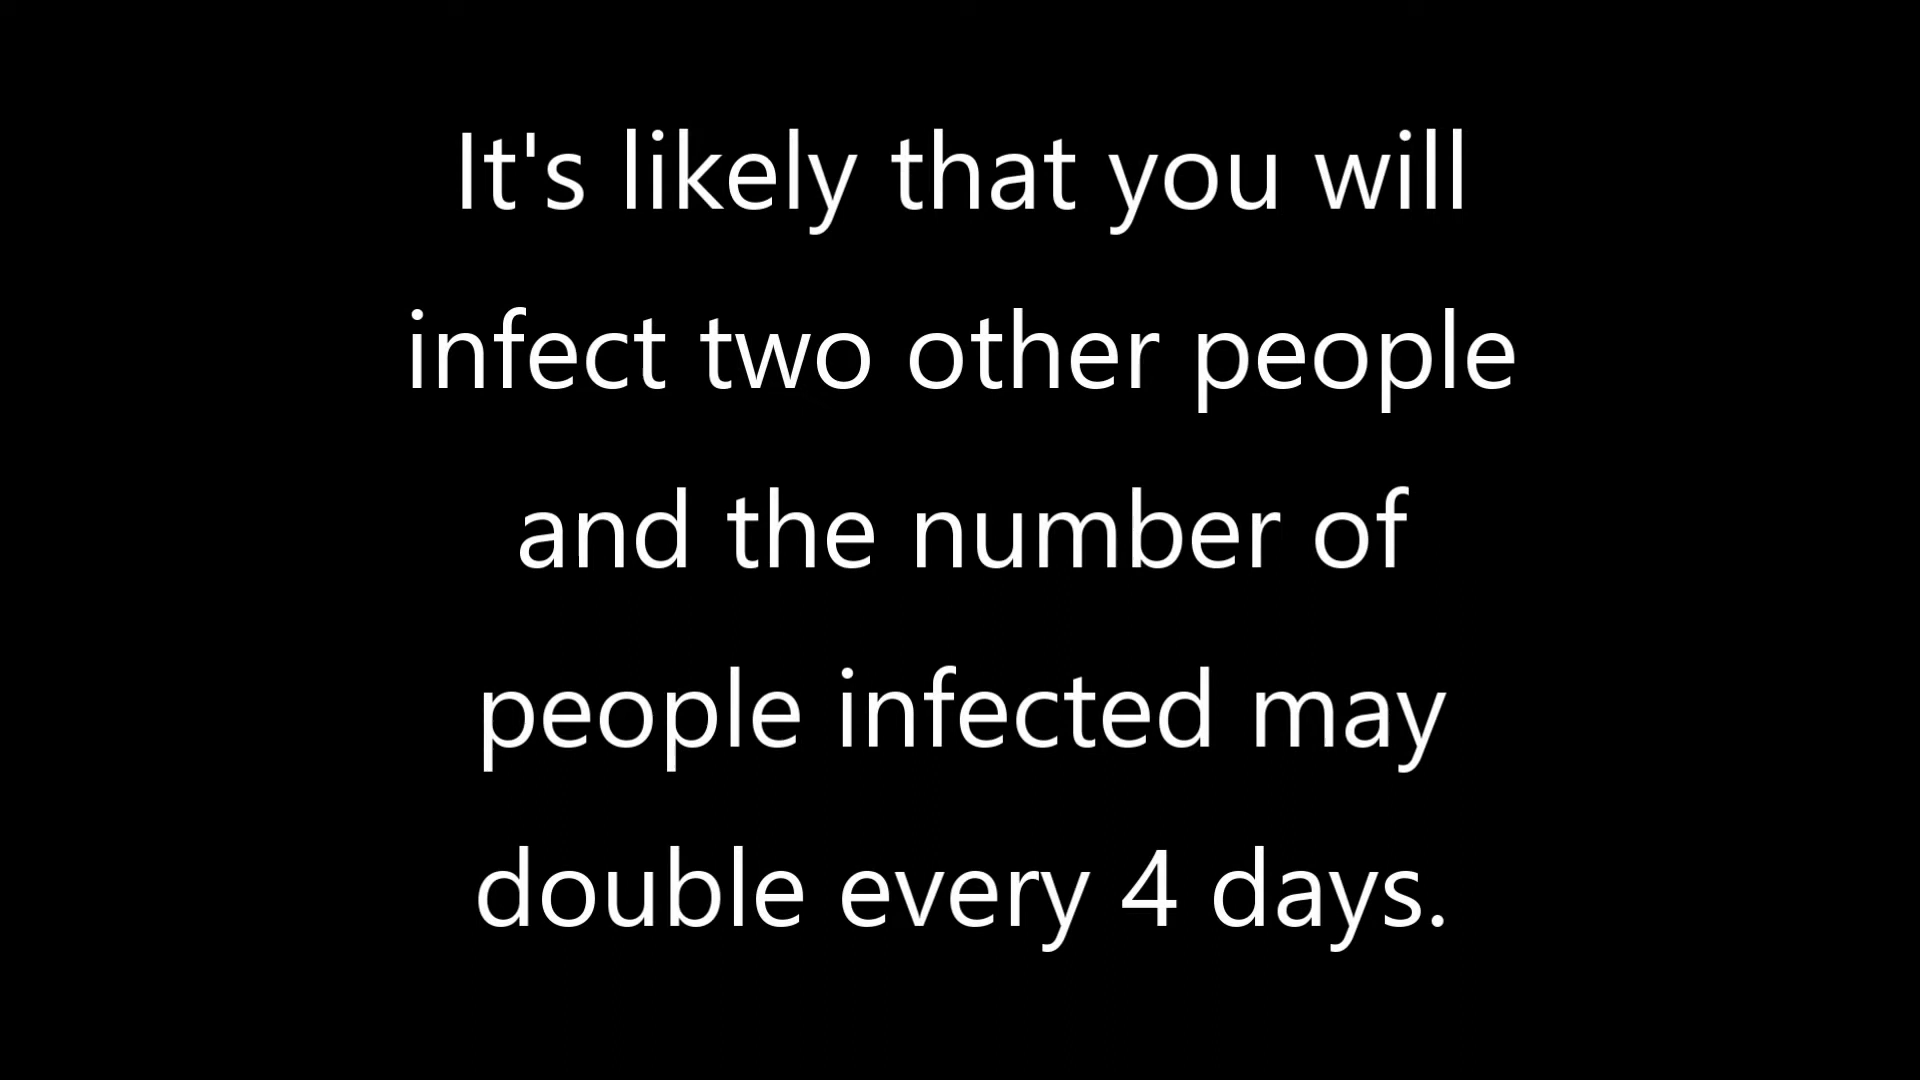 It's likely that you will
infect two other people
and the number of
people infected may
double every 4 days.